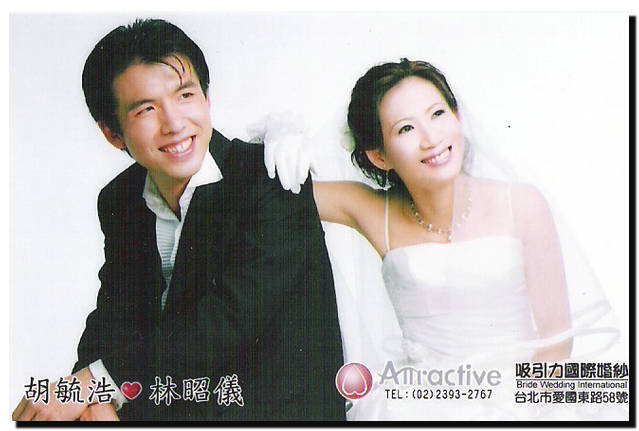 胡毓浩 林昭儀
Attractive
TEL:(02)2393-2767
吸引力國際婚紗
Bride Wedding International
台北市愛國東路58號